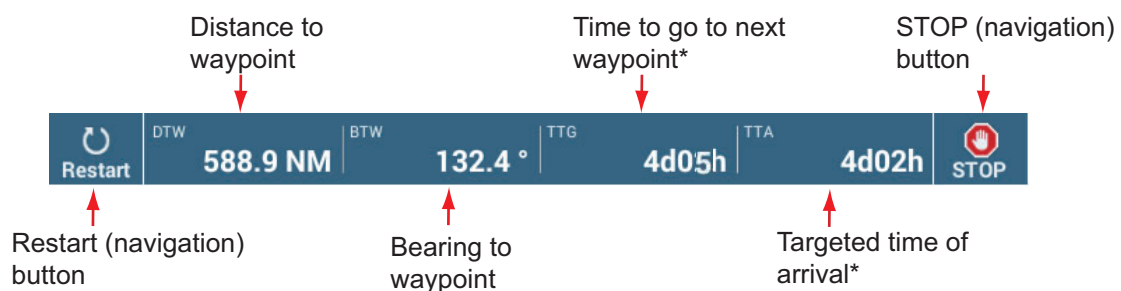 Distance to
waypoint
Time to go to next
waypoint*
STOP (navigation)
button
Restart
DTW
588.9 NM
BTW
132.4 °
TTG
4d05h
TTA
4d02h
STOP
Restart (navigation)
button
Bearing to
waypoint
Targeted time of
arrival*